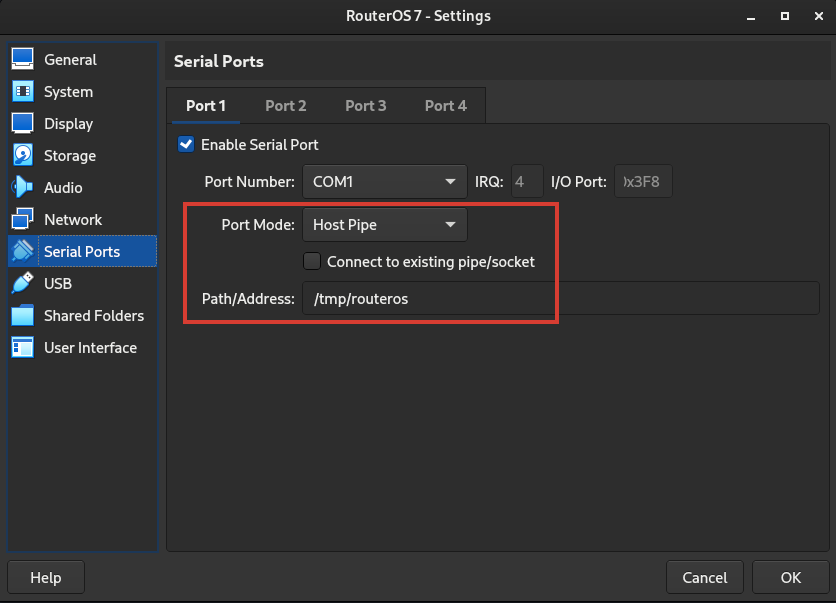 RouterOS 7 - Settings
General
System
Display
Storage
Audio
Network
Serial Ports
USB
Shared Folders
User Interface
Serial Ports
Port 1 Port 2 Port 3 Port 4
Enable Serial Port
Port Number: COM1 IRQ: 4 I/O Port: 0x3F8
Port Mode: Host Pipe
Connect to existing pipe/socket
Path/Address: /tmp/routeros
Help Cancel OK